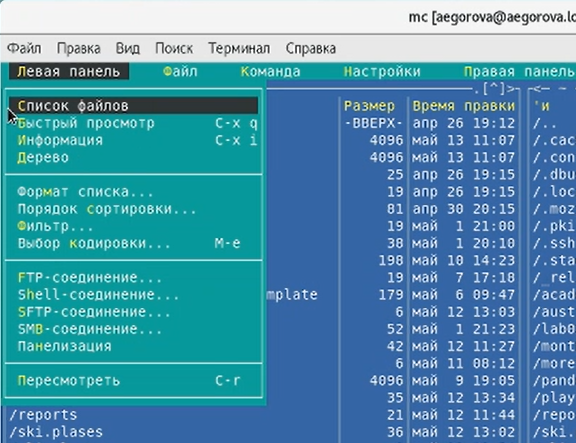 mc [aegorova@aegorova.lo
Файл Правка Вид Поиск Терминал Справка
Левая панель Файл Команда Настройки Правая панель
.[^]> <— ~
Список файлов Размер Время правки 'и
Быстрый просмотр C-x q -ВВЕРХ- апр 26 19:12 /..
Информация C-x i 4096 май 13 11:07 /.cac
Дерево 4096 май 13 11:07 /.con
25 апр 26 19:15 /.dbu
Формат списка... 19 апр 26 19:15 /.loc
Порядок сортировки... 81 апр 30 20:15 /.moz
Фильтр... 19 май 1 21:00 /.pki
Выбор кодировки... M-e 38 май 1 20:10 /.ssh
198 май 10 14:23 /.sta
FTP-соединение... 19 май 7 17:18 /_rel
Shell-соединение... mplate 179 май 6 09:47 /acad
SFTP-соединение... 6 май 12 13:03 /aust
SMB-соединение... 52 май 1 21:23 /lab0
Панелизация 42 май 12 11:27 /mont
6 май 11 08:12 /more
Пересмотреть C-r 4096 май 9 19:05 /pand
35 май 12 13:34 /play
/reports 21 май 12 11:44 /repo
/ski.plases 36 май 12 13:02 /ski.